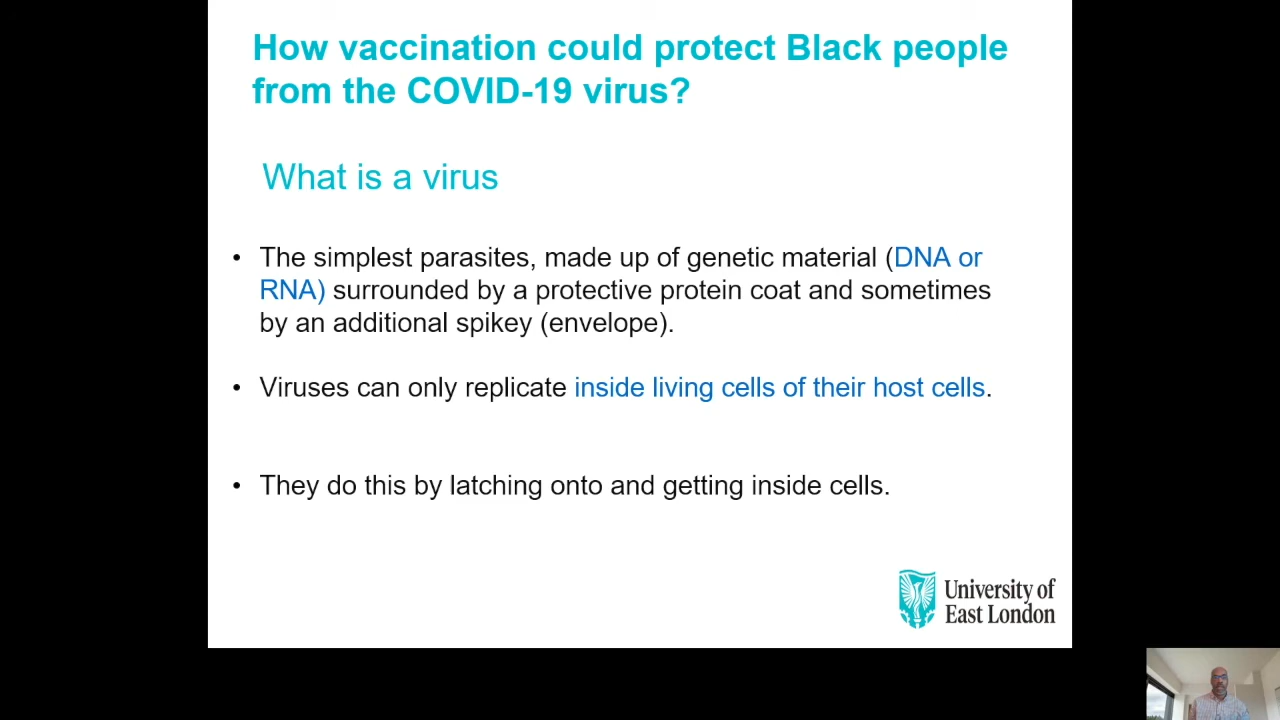 How vaccination could protect Black people
from the COVID-19 virus?
What is a virus
• The simplest parasites, made up of genetic material (DNA or
RNA) surrounded by a protective protein coat and sometimes
by an additional spikey (envelope).
• Viruses can only replicate inside living cells of their host cells.
• They do this by latching onto and getting inside cells.
University of
East London